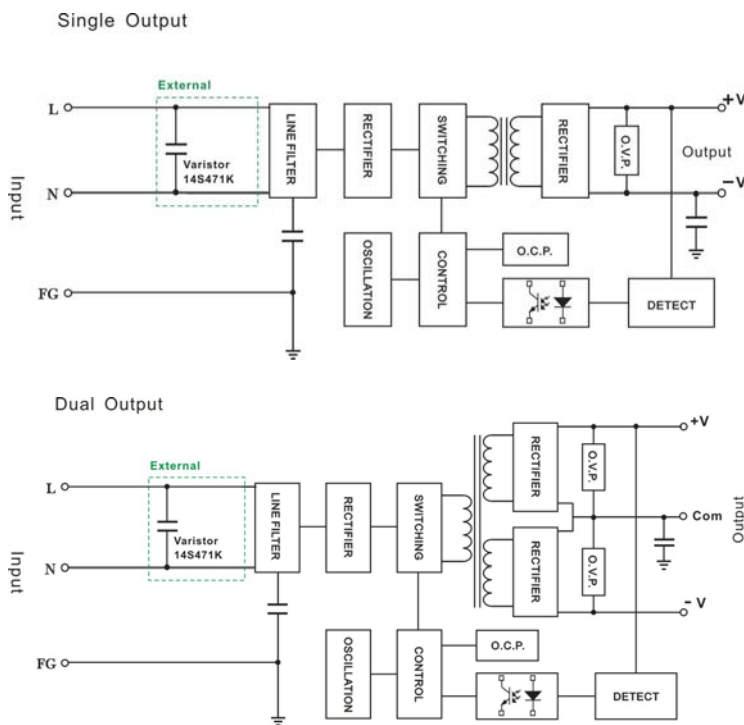 Single Output
External
L
Varistor
14S471K
N
Input
FG
LINE FILTER
RECTIFIER
SWITCHING
RECTIFIER
O.V.P.
+V
Output
−V
OSCILLATION
CONTROL
O.C.P.
DETECT
Dual Output
External
L
Varistor
14S471K
N
Input
FG
LINE FILTER
RECTIFIER
SWITCHING
RECTIFIER
RECTIFIER
O.V.P.
O.V.P.
+V
Com
Output
- V
OSCILLATION
CONTROL
O.C.P.
DETECT